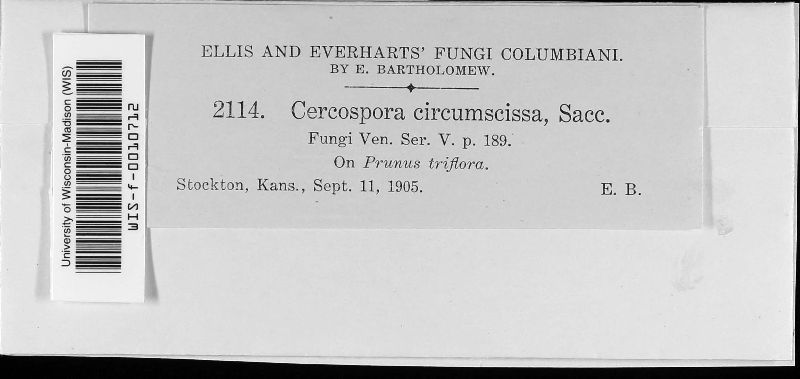 ELLIS AND EVERHARTS' FUNGI COLUMBIANI.
BY E. BARTHOLOMEW.
2114. Cercospora circumscissa, Sacc.
Fungi Ven. Ser. V. p. 189.
On Prunus triflora.
Stockton, Kans., Sept. 11, 1905. E. B.
University of Wisconsin-Madison (WIS)
WIS-f-0010712